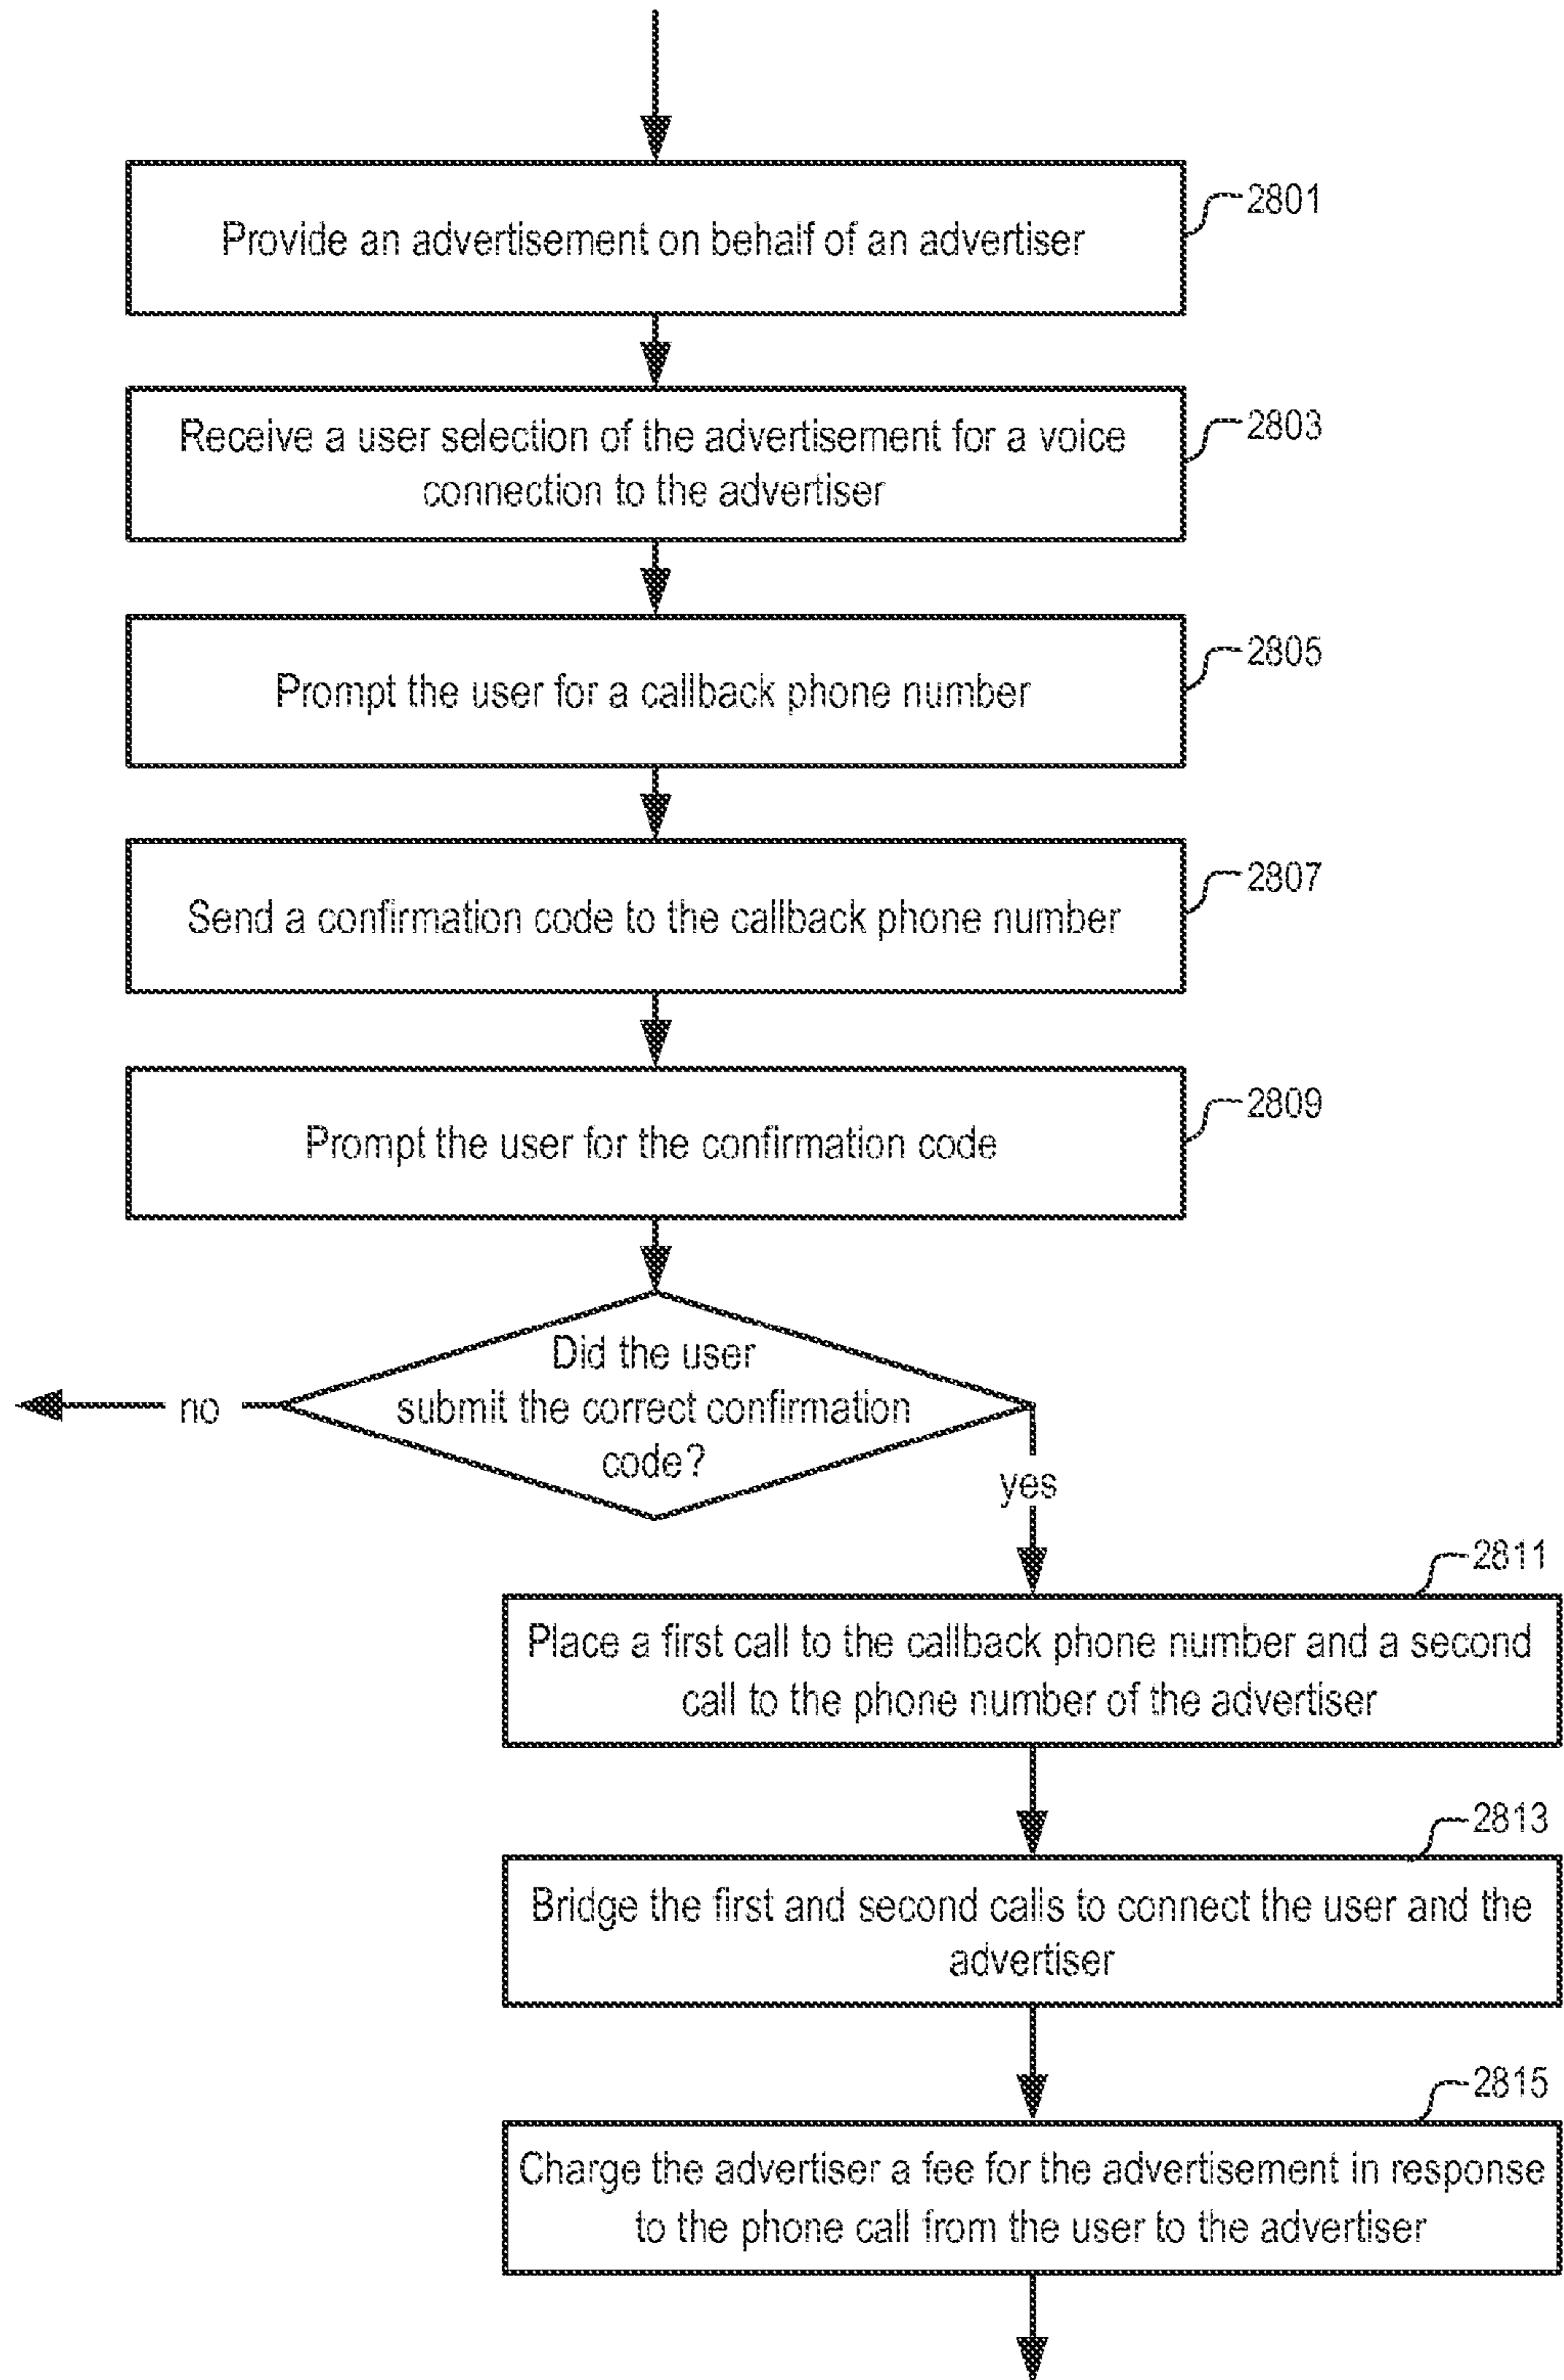 Provide an advertisement on behalf of an advertiser
2801
Receive a user selection of the advertisement for a voice
connection to the advertiser
2803
Prompt the user for a callback phone number
2805
Send a confirmation code to the callback phone number
2807
Prompt the user for the confirmation code
2809
Did the user
submit the correct confirmation
code?
no
yes
2811
Place a first call to the callback phone number and a second
call to the phone number of the advertiser
2813
Bridge the first and second calls to connect the user and the
advertiser
2815
Charge the advertiser a fee for the advertisement in response
to the phone call from the user to the advertiser